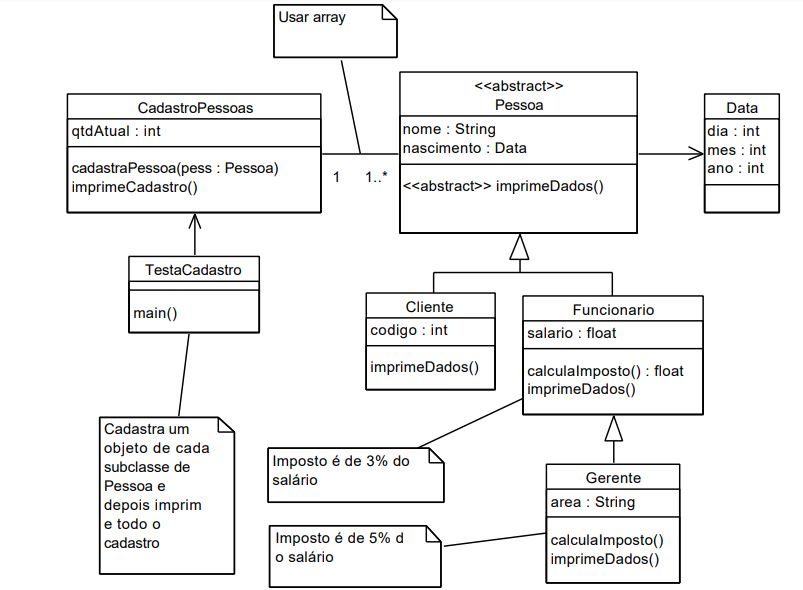 Usar array
CadastroPessoas
qtdAtual : int
cadastraPessoa(pess : Pessoa)
imprimeCadastro()
1
1..*
<<abstract>>
Pessoa
nome : String
nascimento : Data
<<abstract>> imprimeDados()
Data
dia : int
mes : int
ano : int
TestaCadastro
main()
Cliente
codigo : int
imprimeDados()
Funcionario
salario : float
calculaImposto() : float
imprimeDados()
Cadastra um
objeto de cada
subclasse de
Pessoa e
depois imprim
e todo o
cadastro
Imposto é de 3% do
salário
Imposto é de 5% d
o salário
Gerente
area : String
calculaImposto()
imprimeDados()